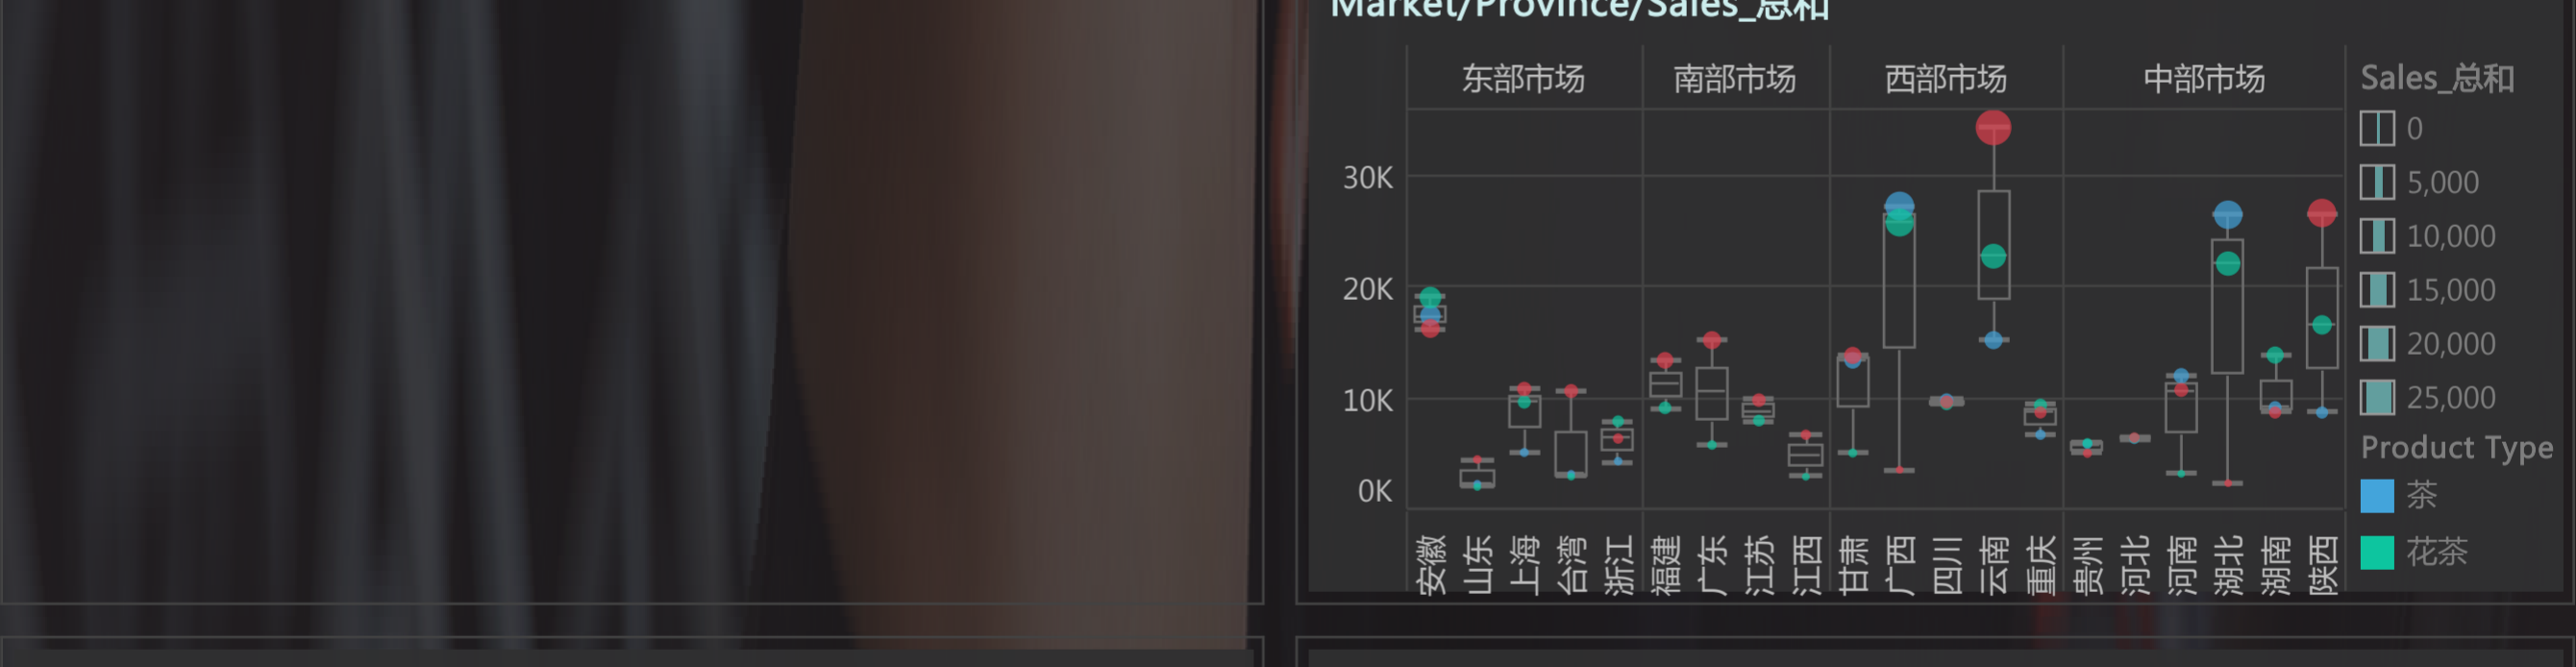 Market/Province/Sales_总和
东部市场 南部市场 西部市场 中部市场
30K
20K
10K
0K
安徽 山东 上海 台湾 浙江 福建 广东 江苏 江西 甘肃 广西 四川 云南 重庆 贵州 河北 河南 湖北 湖南 陕西
Sales_总和
0
5,000
10,000
15,000
20,000
25,000
Product Type
茶
花茶